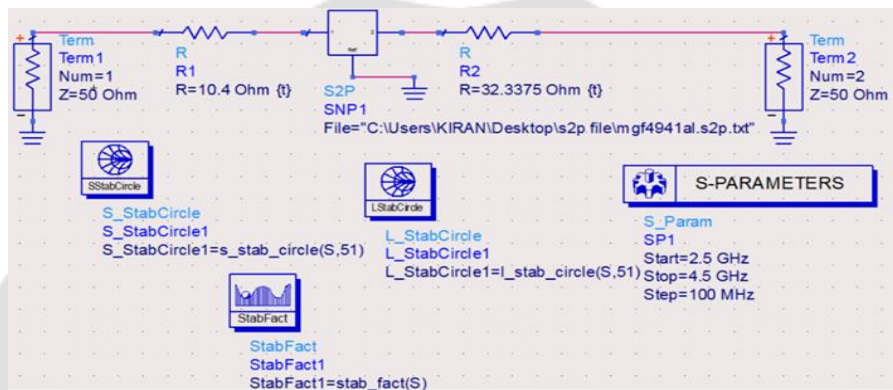 Term
Term1
Num=1
Z=50 Ohm
R
R1
R=10.4 Ohm {t}
1
2
Ref
S2P
SNP1
File="C:\Users\KIRAN\Desktop\s2p file\mgf4941al.s2p.txt"
R
R2
R=32.3375 Ohm {t}
Term
Term2
Num=2
Z=50 Ohm
SStabCircle
S_StabCircle
S_StabCircle1
S_StabCircle1=s_stab_circle(S,51)
LStabCircle
L_StabCircle
L_StabCircle1
L_StabCircle1=l_stab_circle(S,51)
S-PARAMETERS
S_Param
SP1
Start=2.5 GHz
Stop=4.5 GHz
Step=100 MHz
StabFact
StabFact
StabFact1
StabFact1=stab_fact(S)